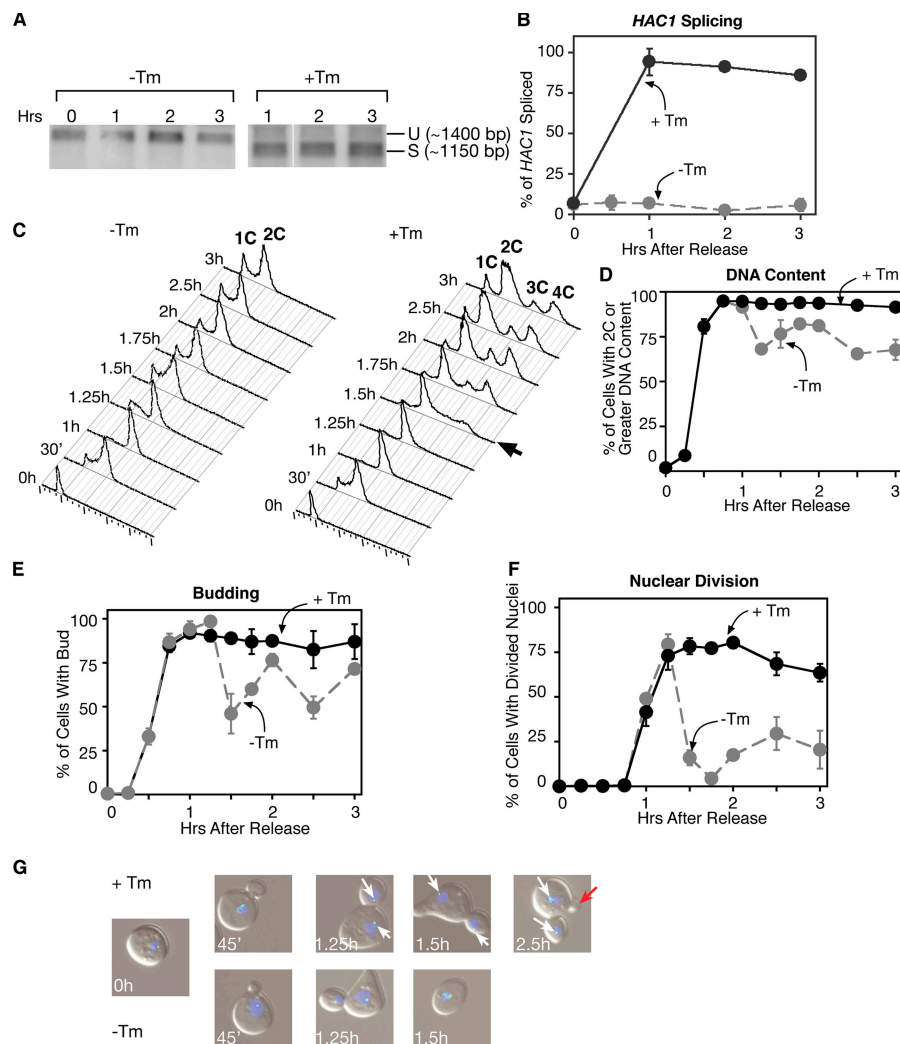 A
-Tm
+Tm
Hrs 0 1 2 3 1 2 3
U (~1400 bp)
S (~1150 bp)
B
HAC1 Splicing
% of HAC1 Spliced
100
75
50
25
0
+ Tm
-Tm
0 1 2 3
Hrs After Release
C
-Tm
1C 2C
3h
2.5h
2h
1.75h
1.5h
1.25h
1h
30'
0h
+Tm
1C 2C
3C 4C
3h
2.5h
2h
1.75h
1.5h
1.25h
1h
30'
0h
D
DNA Content
+ Tm
% of Cells With 2C or
Greater DNA Content
100
75
50
25
0
-Tm
0 1 2 3
Hrs After Release
E
Budding
+ Tm
% of Cells With Bud
100
75
50
25
0
-Tm
0 1 2 3
Hrs After Release
F
Nuclear Division
+ Tm
% of Cells With Divided Nuclei
100
75
50
25
0
-Tm
0 1 2 3
Hrs After Release
G
+ Tm
0h
45'
1.25h
1.5h
2.5h
-Tm
45'
1.25h
1.5h